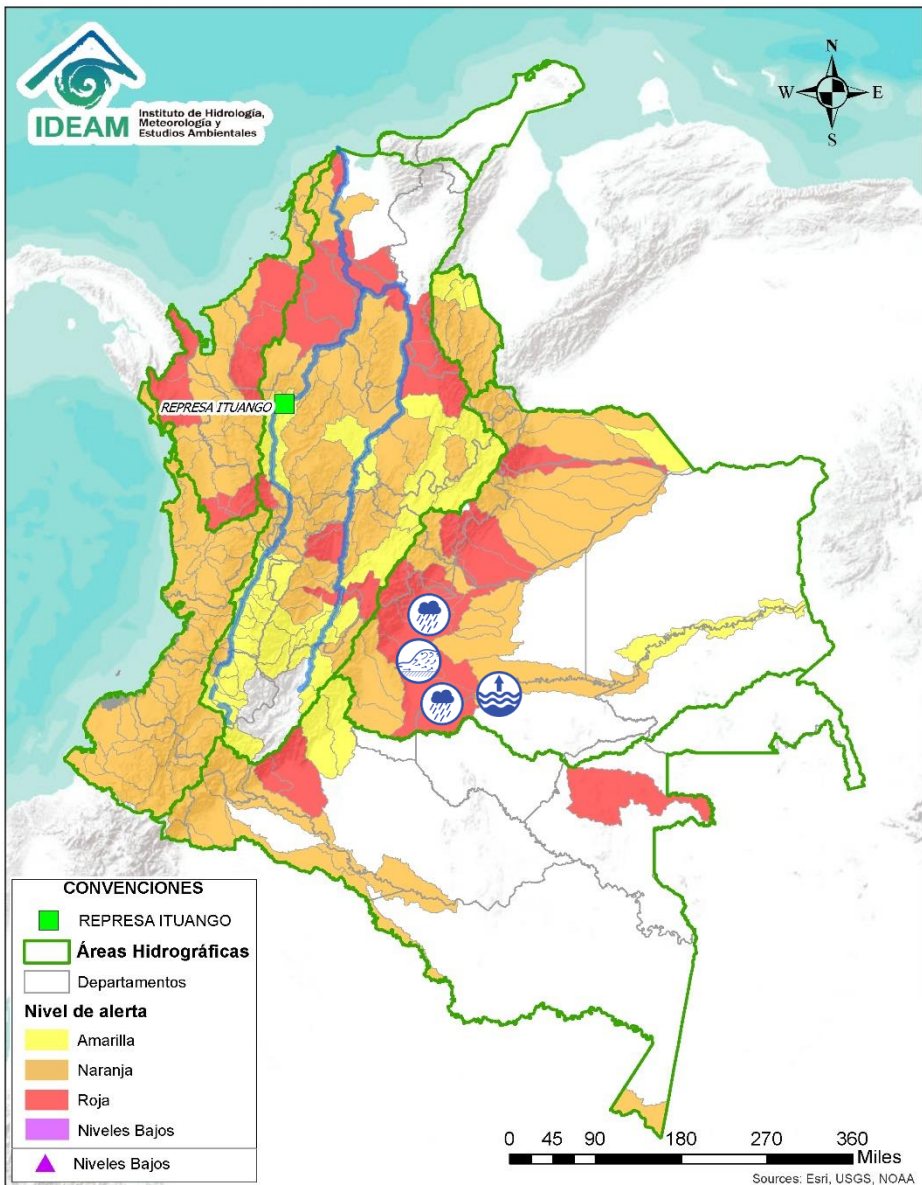 IDEAM
Instituto de Hidrología,
Meteorología y
Estudios Ambientales
N
W
E
S
REPRESA ITUANGO
CONVENCIONES
REPRESA ITUANGO
Áreas Hidrográficas
Departamentos
Nivel de alerta
Amarilla
Naranja
Roja
Niveles Bajos
Niveles Bajos
0 45 90 180 270 360
Miles
Sources: Esri, USGS, NOAA